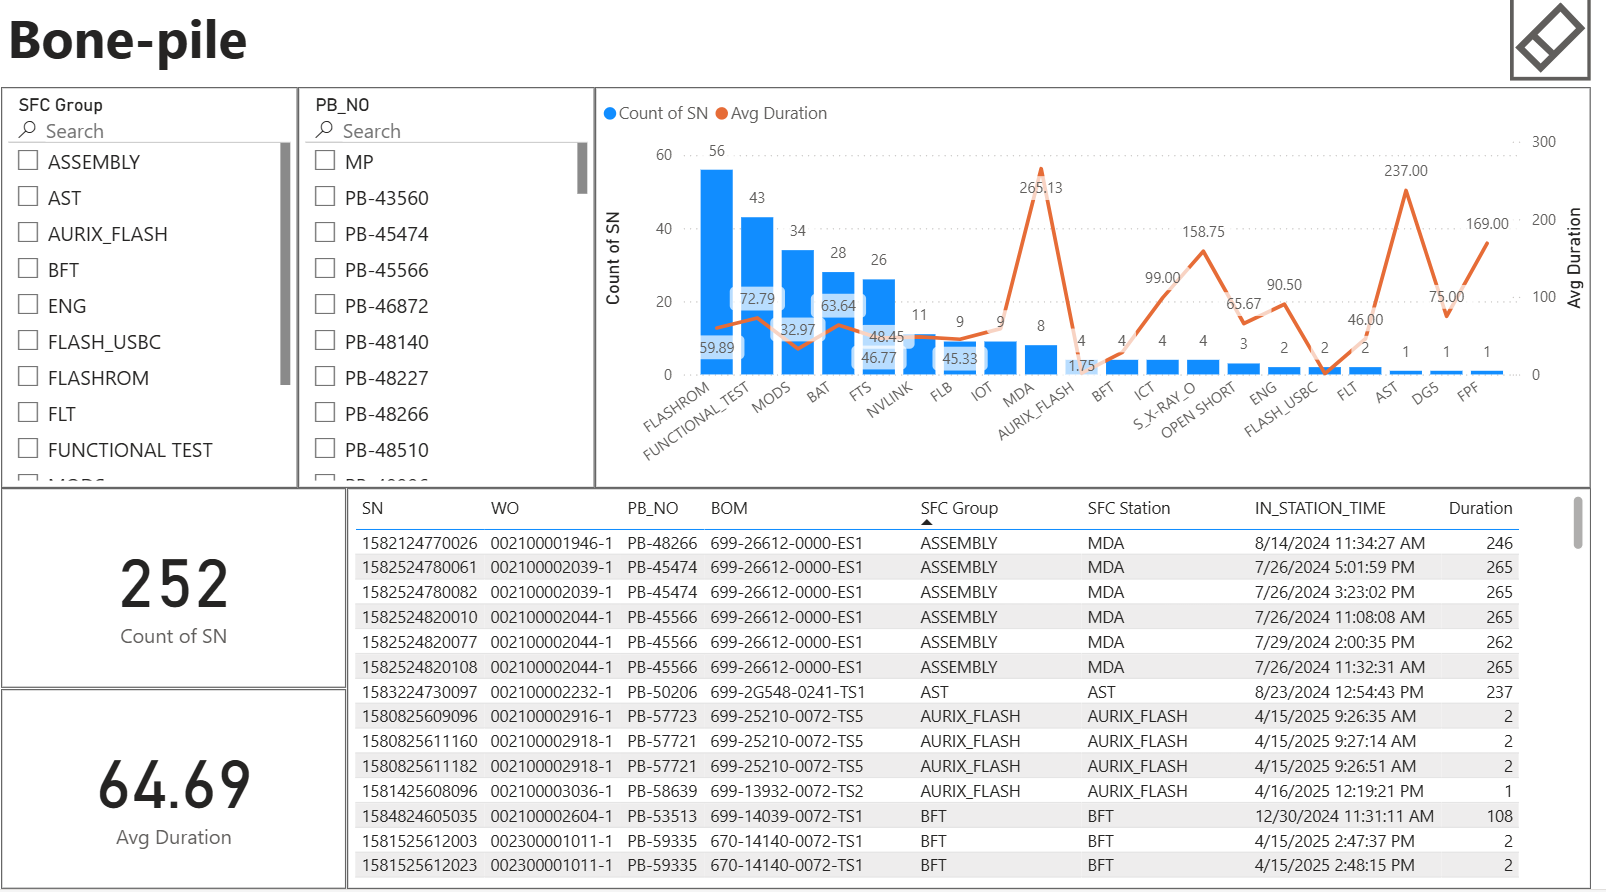 Bone-pile
SFC Group
Search
ASSEMBLY
AST
AURIX_FLASH
BFT
ENG
FLASH_USBC
FLASHROM
FLT
FUNCTIONAL TEST
PB_NO
Search
MP
PB-43560
PB-45474
PB-45566
PB-46872
PB-48140
PB-48227
PB-48266
PB-48510
Count of SN Avg Duration
Count of SN
60
40
20
0
300
200
100
0
Avg Duration
56
43
34
28
26
11
9
9
8
4
4
4
4
3
2
2
2
1
1
1
59.89
72.79
32.97
63.64
46.77
48.45
45.33
265.13
1.75
99.00
158.75
65.67
90.50
46.00
237.00
75.00
169.00
FLASHROM
FUNCTIONAL_TEST
MODS
BAT
FTS
NVLINK
FLB
IOT
MDA
AURIX_FLASH
BFT
ICT
S_X-RAY_O
OPEN SHORT
ENG
FLASH_USBC
FLT
AST
DG5
FPF
252
Count of SN
64.69
Avg Duration
SN WO PB_NO BOM SFC Group SFC Station IN_STATION_TIME Duration
1582124770026 002100001946-1 PB-48266 699-26612-0000-ES1 ASSEMBLY MDA 8/14/2024 11:34:27 AM 246
1582524780061 002100002039-1 PB-45474 699-26612-0000-ES1 ASSEMBLY MDA 7/26/2024 5:01:59 PM 265
1582524780082 002100002039-1 PB-45474 699-26612-0000-ES1 ASSEMBLY MDA 7/26/2024 3:23:02 PM 265
1582524820010 002100002044-1 PB-45566 699-26612-0000-ES1 ASSEMBLY MDA 7/26/2024 11:08:08 AM 265
1582524820077 002100002044-1 PB-45566 699-26612-0000-ES1 ASSEMBLY MDA 7/29/2024 2:00:35 PM 262
1582524820108 002100002044-1 PB-45566 699-26612-0000-ES1 ASSEMBLY MDA 7/26/2024 11:32:31 AM 265
1583224730097 002100002232-1 PB-50206 699-2G548-0241-TS1 AST AST 8/23/2024 12:54:43 PM 237
1580825609096 002100002916-1 PB-57723 699-25210-0072-TS5 AURIX_FLASH AURIX_FLASH 4/15/2025 9:26:35 AM 2
1580825611160 002100002918-1 PB-57721 699-25210-0072-TS5 AURIX_FLASH AURIX_FLASH 4/15/2025 9:27:14 AM 2
1580825611182 002100002918-1 PB-57721 699-25210-0072-TS5 AURIX_FLASH AURIX_FLASH 4/15/2025 9:26:51 AM 2
1581425608096 002100003036-1 PB-58639 699-13932-0072-TS2 AURIX_FLASH AURIX_FLASH 4/16/2025 12:19:21 PM 1
1584824605035 002100002604-1 PB-53513 699-14039-0072-TS1 BFT BFT 12/30/2024 11:31:11 AM 108
1581525612003 002300001011-1 PB-59335 670-14140-0072-TS1 BFT BFT 4/15/2025 2:47:37 PM 2
1581525612023 002300001011-1 PB-59335 670-14140-0072-TS1 BFT BFT 4/15/2025 2:48:15 PM 2